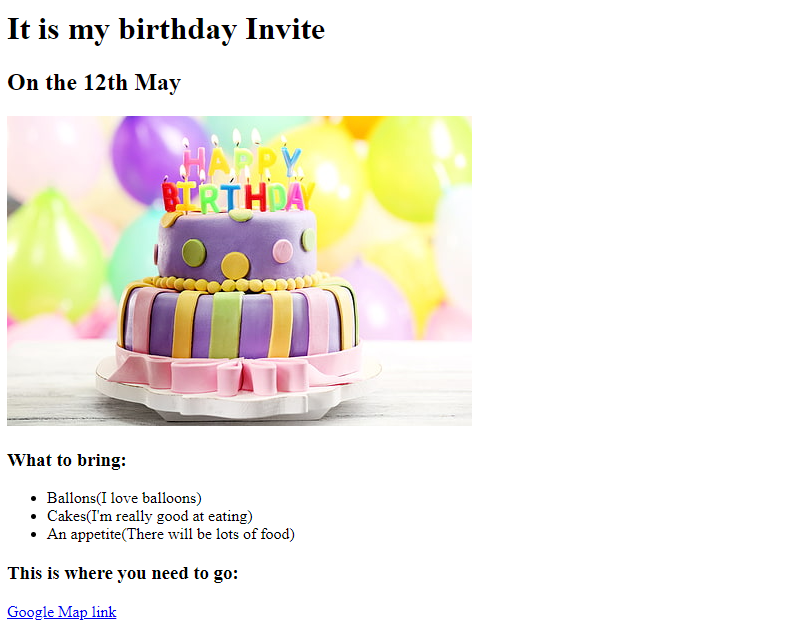 It is my birthday Invite
On the 12th May
HAPPY
BIRTHDAY
What to bring:
Ballons(I love balloons)
Cakes(I'm really good at eating)
An appetite(There will be lots of food)
This is where you need to go:
Google Map link